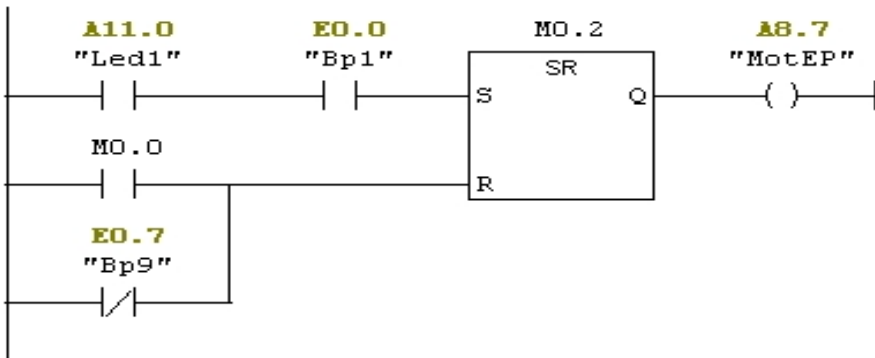 A11.0 E0.0 M0.2 A8.7
"Led1" "Bp1" SR "MotEP"
S Q
M0.0
R
E0.7
"Bp9"